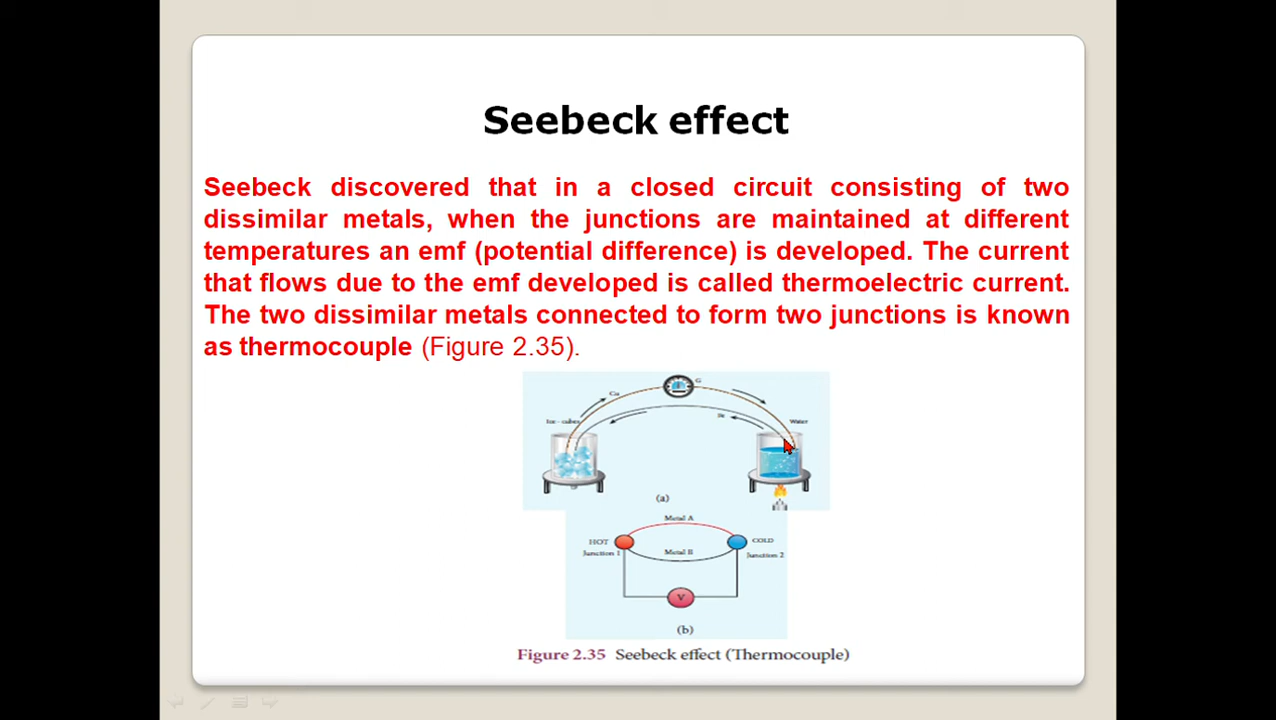 Seebeck effect
Seebeck discovered that in a closed circuit consisting of two
dissimilar metals, when the junctions are maintained at different
temperatures an emf (potential difference) is developed. The current
that flows due to the emf developed is called thermoelectric current.
The two dissimilar metals connected to form two junctions is known
as thermocouple (Figure 2.35).
G
Cu
Fe
Ice - cubes
Water
(a)
Metal A
HOT
COLD
Junction 1
Metal B
Junction 2
V
(b)
Figure 2.35 Seebeck effect (Thermocouple)